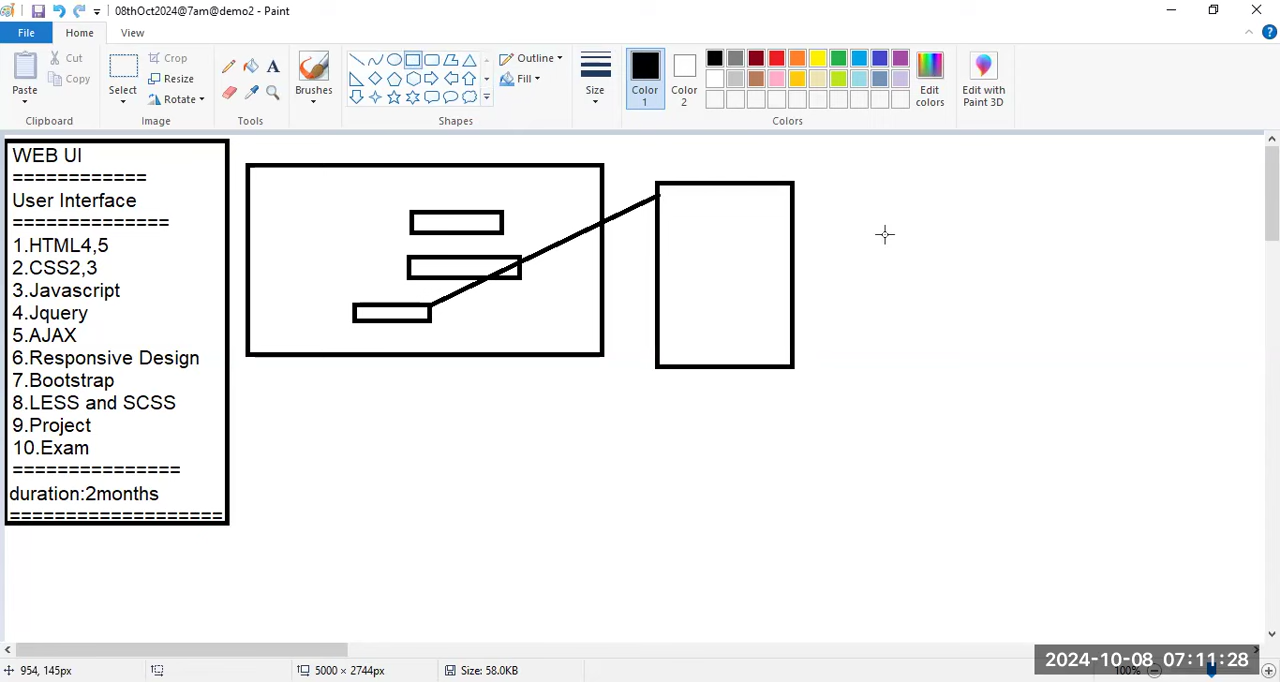 08thOct2024@7am@demo2 - Paint
File
Home
View
Paste
Cut
Copy
Clipboard
Select
Crop
Resize
Rotate
Image
A
Tools
Brushes
Outline
Fill
Shapes
Size
Color 1
Color 2
Edit colors
Colors
Edit with Paint 3D
WEB UI
============
User Interface
==============
1.HTML4,5
2.CSS2,3
3.Javascript
4.Jquery
5.AJAX
6.Responsive Design
7.Bootstrap
8.LESS and SCSS
9.Project
10.Exam
===============
duration:2months
===================
954, 145px
5000 × 2744px
Size: 58.0KB
100%
2024-10-08 07:11:28